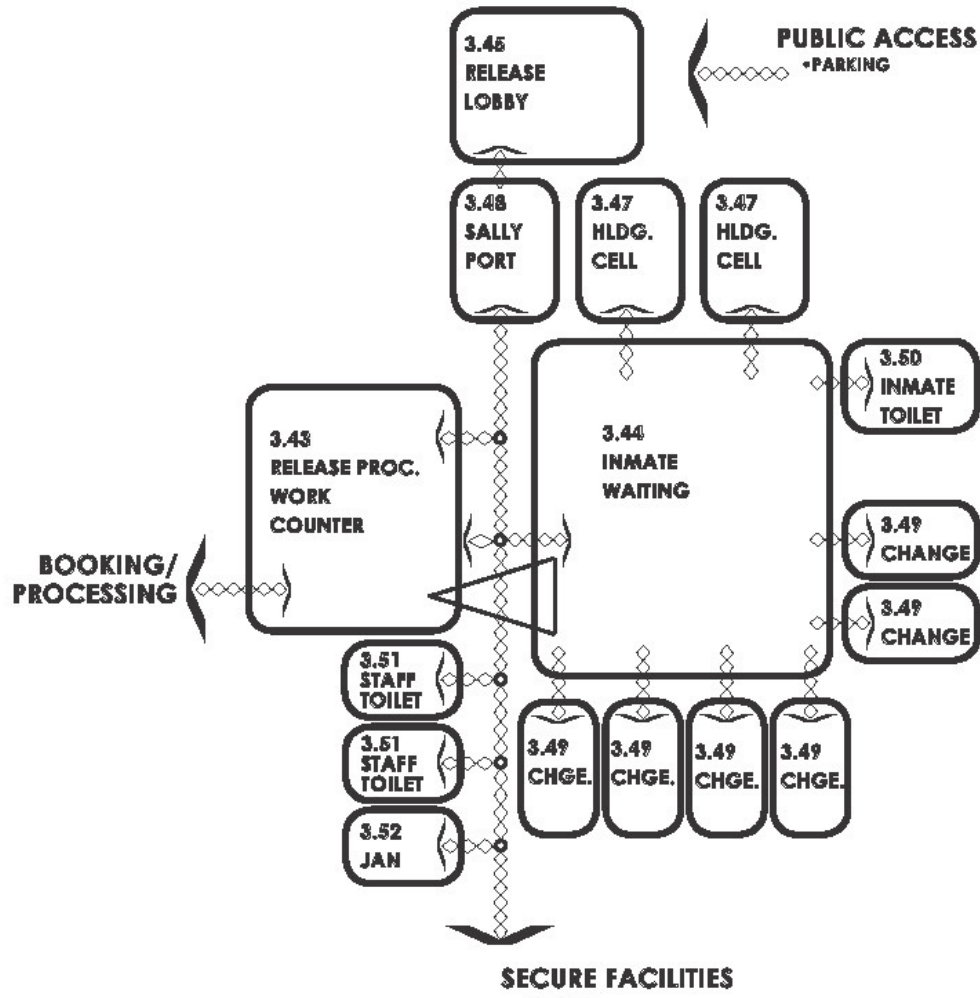 3.45
RELEASE
LOBBY
PUBLIC ACCESS
•PARKING
3.48
SALLY
PORT
3.47
HLDG.
CELL
3.47
HLDG.
CELL
3.50
INMATE
TOILET
3.43
RELEASE PROC.
WORK
COUNTER
3.44
INMATE
WAITING
3.49
CHANGE
3.49
CHANGE
BOOKING/
PROCESSING
3.51
STAFF
TOILET
3.51
STAFF
TOILET
3.52
JAN
3.49
CHGE.
3.49
CHGE.
3.49
CHGE.
3.49
CHGE.
SECURE FACILITIES